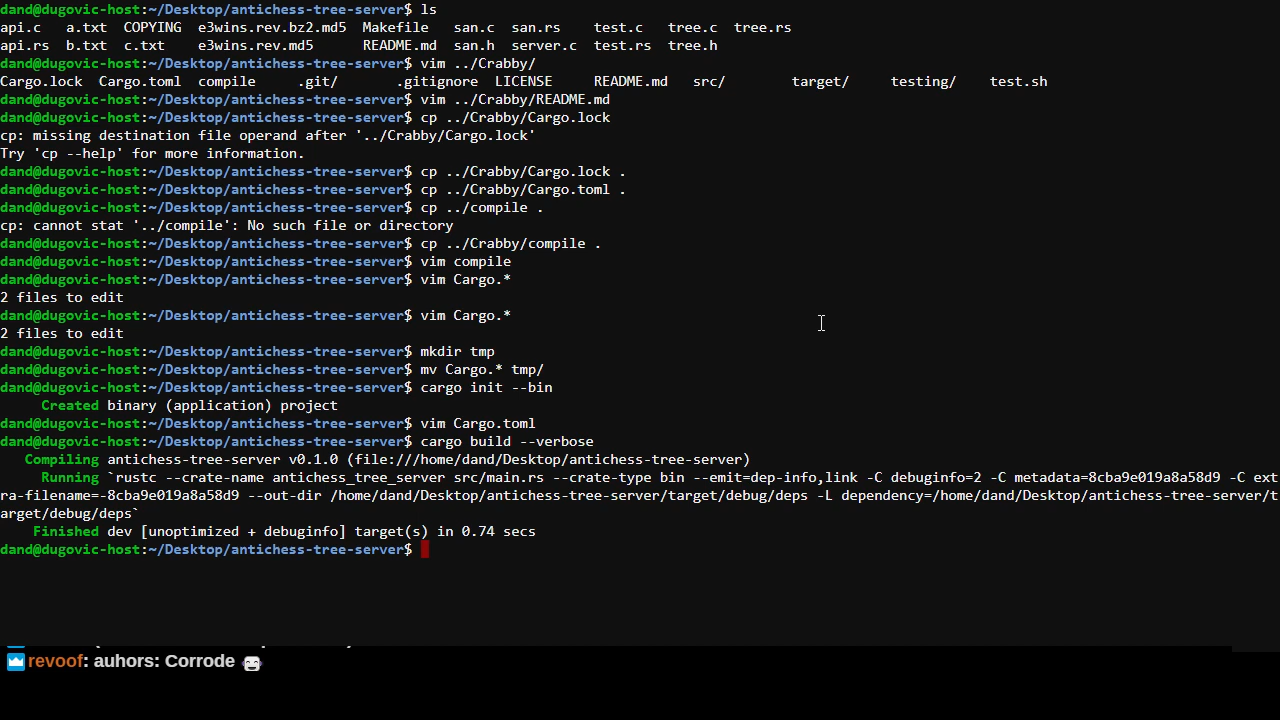 dand@dugovic-host:~/Desktop/antichess-tree-server$ ls
api.c  a.txt  COPYING  e3wins.rev.bz2.md5  Makefile   san.c  san.rs    test.c   tree.c  tree.rs
api.rs  b.txt  c.txt    e3wins.rev.md5      README.md  san.h  server.c  test.rs  tree.h
dand@dugovic-host:~/Desktop/antichess-tree-server$ vim ../Crabby/
Cargo.lock  Cargo.toml  compile     .git/       .gitignore  LICENSE     README.md   src/        target/     testing/    test.sh
dand@dugovic-host:~/Desktop/antichess-tree-server$ vim ../Crabby/README.md
dand@dugovic-host:~/Desktop/antichess-tree-server$ cp ../Crabby/Cargo.lock
cp: missing destination file operand after '../Crabby/Cargo.lock'
Try 'cp --help' for more information.
dand@dugovic-host:~/Desktop/antichess-tree-server$ cp ../Crabby/Cargo.lock .
dand@dugovic-host:~/Desktop/antichess-tree-server$ cp ../Crabby/Cargo.toml .
dand@dugovic-host:~/Desktop/antichess-tree-server$ cp ../compile .
cp: cannot stat '../compile': No such file or directory
dand@dugovic-host:~/Desktop/antichess-tree-server$ cp ../Crabby/compile .
dand@dugovic-host:~/Desktop/antichess-tree-server$ vim compile
dand@dugovic-host:~/Desktop/antichess-tree-server$ vim Cargo.*
2 files to edit
dand@dugovic-host:~/Desktop/antichess-tree-server$ vim Cargo.*
2 files to edit
dand@dugovic-host:~/Desktop/antichess-tree-server$ mkdir tmp
dand@dugovic-host:~/Desktop/antichess-tree-server$ mv Cargo.* tmp/
dand@dugovic-host:~/Desktop/antichess-tree-server$ cargo init --bin
     Created binary (application) project
dand@dugovic-host:~/Desktop/antichess-tree-server$ vim Cargo.toml
dand@dugovic-host:~/Desktop/antichess-tree-server$ cargo build --verbose
   Compiling antichess-tree-server v0.1.0 (file:///home/dand/Desktop/antichess-tree-server)
     Running `rustc --crate-name antichess_tree_server src/main.rs --crate-type bin --emit=dep-info,link -C debuginfo=2 -C metadata=8cba9e019a8a58d9 -C ext
ra-filename=-8cba9e019a8a58d9 --out-dir /home/dand/Desktop/antichess-tree-server/target/debug/deps -L dependency=/home/dand/Desktop/antichess-tree-server/t
arget/debug/deps`
    Finished dev [unoptimized + debuginfo] target(s) in 0.74 secs
dand@dugovic-host:~/Desktop/antichess-tree-server$
revoof: auhors: Corrode